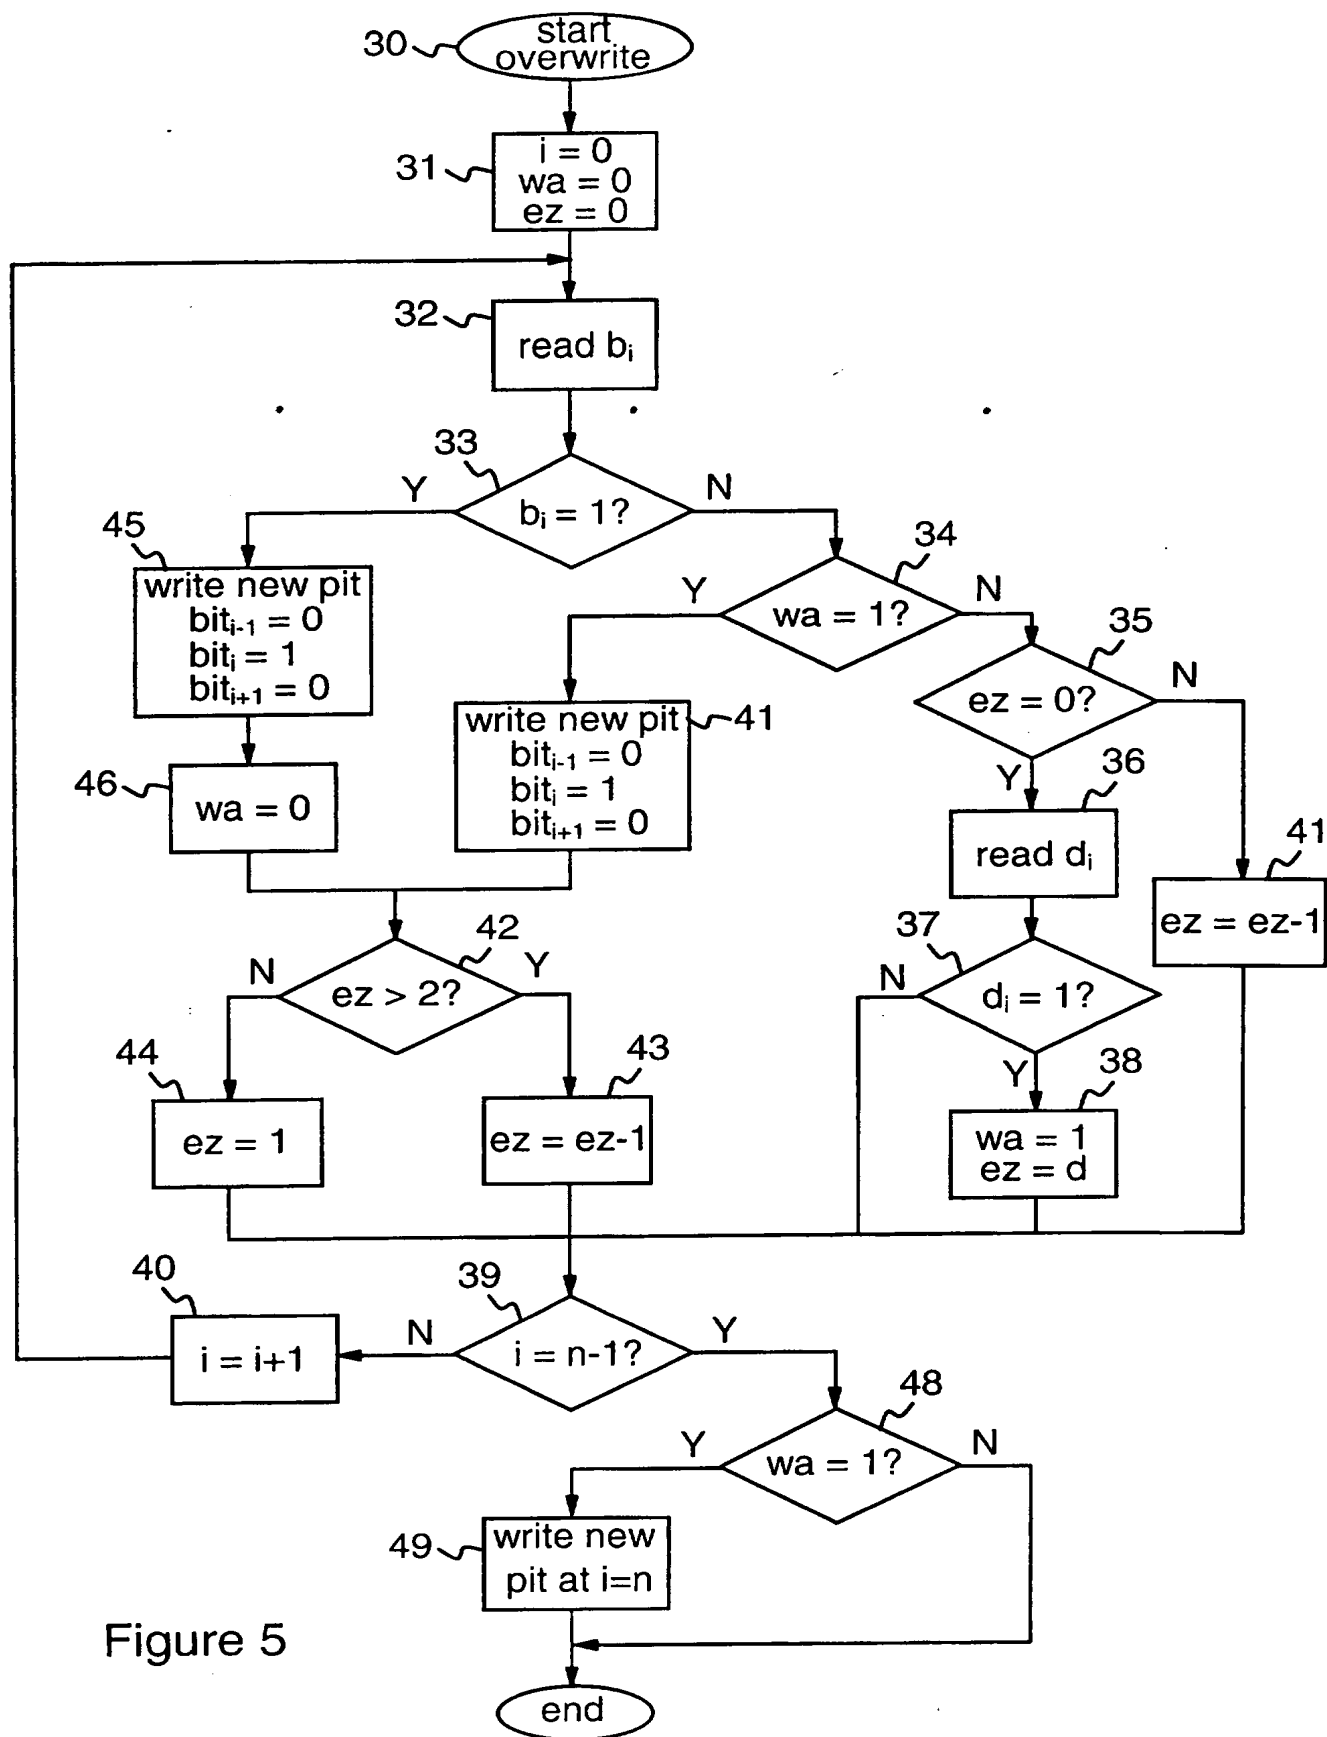 30
start
overwrite
31
i = 0
wa = 0
ez = 0
32
read bᵢ
33
Y
N
bᵢ = 1?
45
write new pit
bitᵢ₋₁ = 0
bitᵢ = 1
bitᵢ₊₁ = 0
34
Y
N
wa = 1?
35
N
ez = 0?
Y
46
wa = 0
write new pit
bitᵢ₋₁ = 0
bitᵢ = 1
bitᵢ₊₁ = 0
41
36
read dᵢ
41
ez = ez-1
42
N
Y
ez > 2?
37
N
dᵢ = 1?
Y
44
ez = 1
43
ez = ez-1
38
wa = 1
ez = d
40
i = i+1
39
N
Y
i = n-1?
48
Y
N
wa = 1?
49
write new
pit at i=n
Figure 5
end